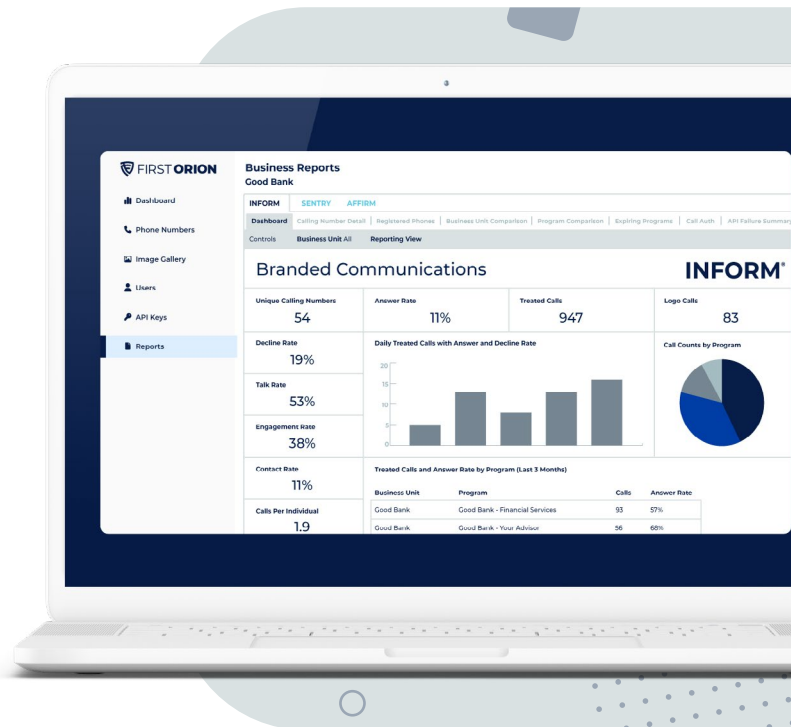 FIRST ORION
Dashboard
Phone Numbers
Image Gallery
Users
API Keys
Reports
Business Reports
Good Bank
INFORM SENTRY AFFIRM
Dashboard Calling Number Detail | Registered Phones | Business Unit Comparison | Program Comparison | Expiring Programs | Call Auth | API Failure Summary
Controls Business Unit All Reporting View
Branded Communications INFORM®
Unique Calling Numbers
54
Answer Rate
11%
Treated Calls
947
Logo Calls
83
Decline Rate
19%
Talk Rate
53%
Engagement Rate
38%
Contact Rate
11%
Calls Per Individual
1.9
Daily Treated Calls with Answer and Decline Rate
20
15
10
5
0
Call Counts by Program
Treated Calls and Answer Rate by Program (Last 3 Months)
Business Unit Program Calls Answer Rate
Good Bank Good Bank - Financial Services 93 57%
Good Bank Good Bank - Your Advisor 56 68%